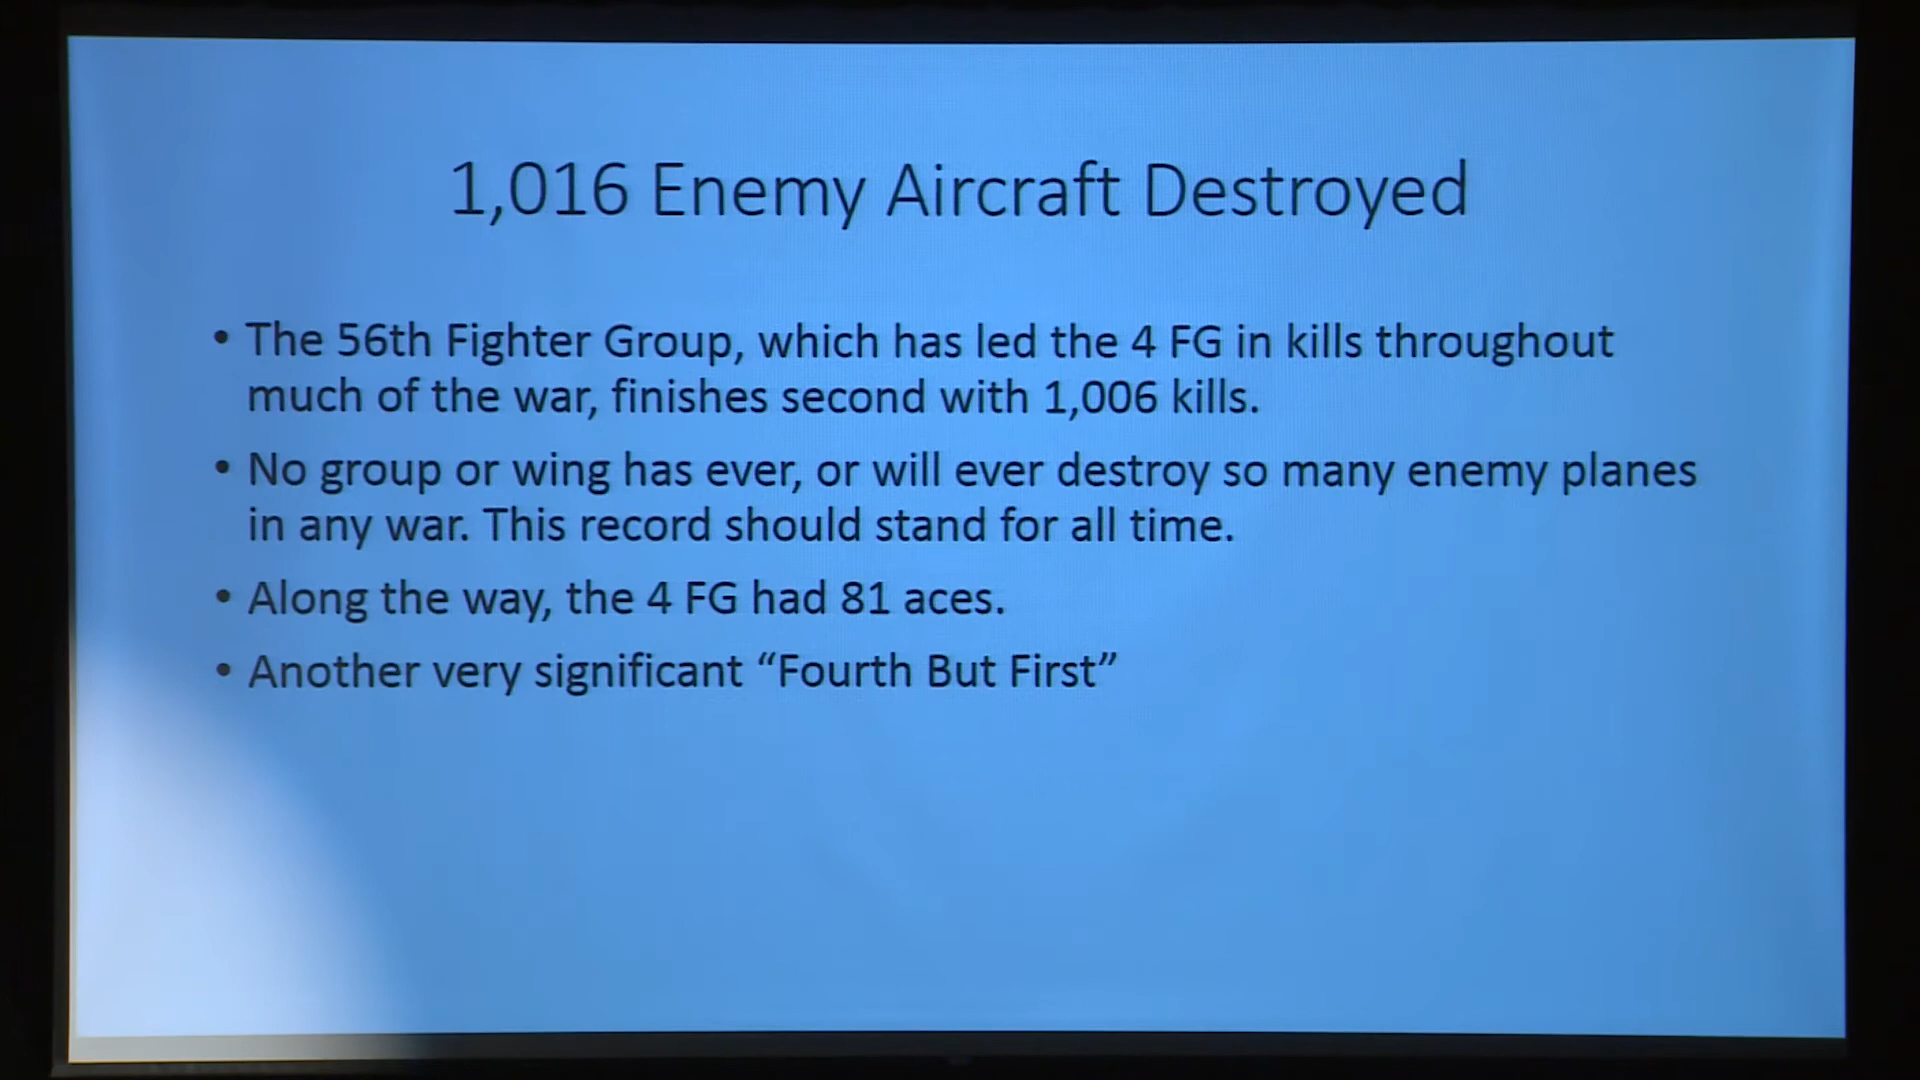 1,016 Enemy Aircraft Destroyed
• The 56th Fighter Group, which has led the 4 FG in kills throughout
much of the war, finishes second with 1,006 kills.
• No group or wing has ever, or will ever destroy so many enemy planes
in any war. This record should stand for all time.
• Along the way, the 4 FG had 81 aces.
• Another very significant “Fourth But First”